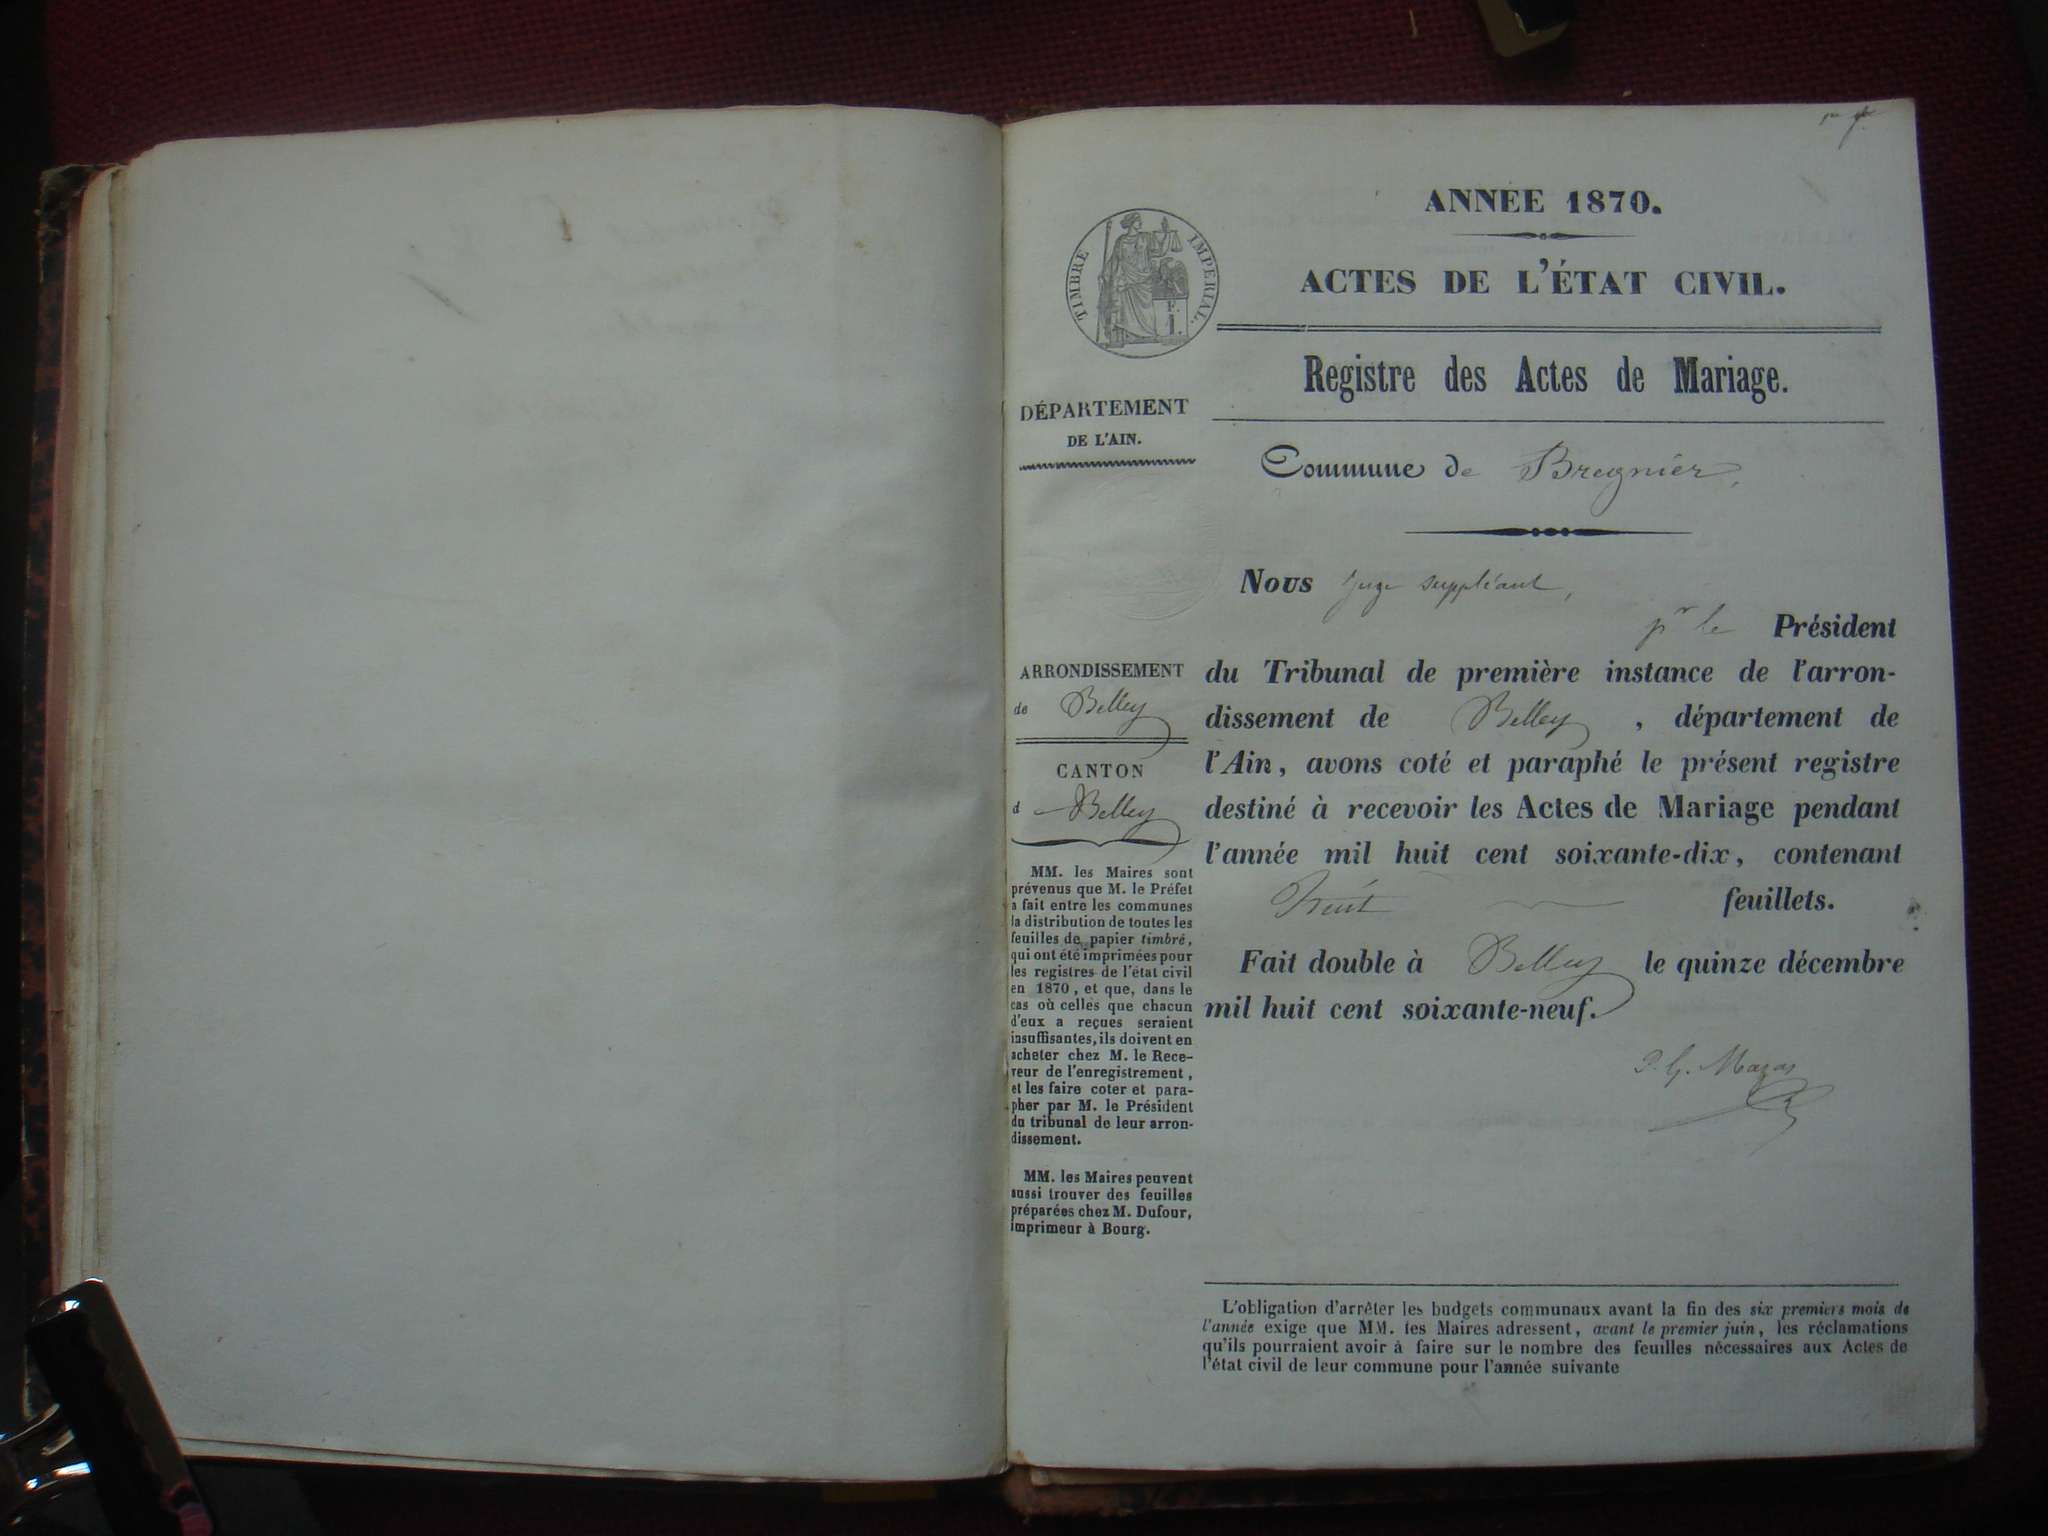 1er f.
ANNÉE 1870.
ACTES DE L'ÉTAT CIVIL.
TIMBRE IMPERIAL.
Registre des Actes de Mariage.
DÉPARTEMENT
DE L'AIN.
Commune de Bregnier,
Nous juge suppléant,
pr le Président
du Tribunal de première instance de l'arron-
dissement de Belley, département de
l'Ain, avons coté et paraphé le présent registre
destiné à recevoir les Actes de Mariage pendant
l'année mil huit cent soixante-dix, contenant
huit feuillets.
Fait double à Belley le quinze décembre
mil huit cent soixante-neuf.
P. G. Mazas
ARRONDISSEMENT
de Belley
CANTON
d Belley
MM. les Maires sont
prévenus que M. le Préfet
a fait entre les communes
la distribution de toutes les
feuilles de papier timbré,
qui ont été imprimées pour
les registres de l'état civil
en 1870, et que, dans le
cas où celles que chacun
d'eux a reçues seraient
insuffisantes, ils doivent en
acheter chez M. le Rece-
veur de l'enregistrement,
et les faire coter et para-
pher par M. le Président
du tribunal de leur arron-
dissement.
MM. les Maires peuvent
aussi trouver des feuilles
préparées chez M. Dufour,
imprimeur à Bourg.
L'obligation d'arrêter les budgets communaux avant la fin des six premiers mois de
l'année exige que MM. les Maires adressent, avant le premier juin, les réclamations
qu'ils pourraient avoir à faire sur le nombre des feuilles nécessaires aux Actes de
l'état civil de leur commune pour l'année suivante